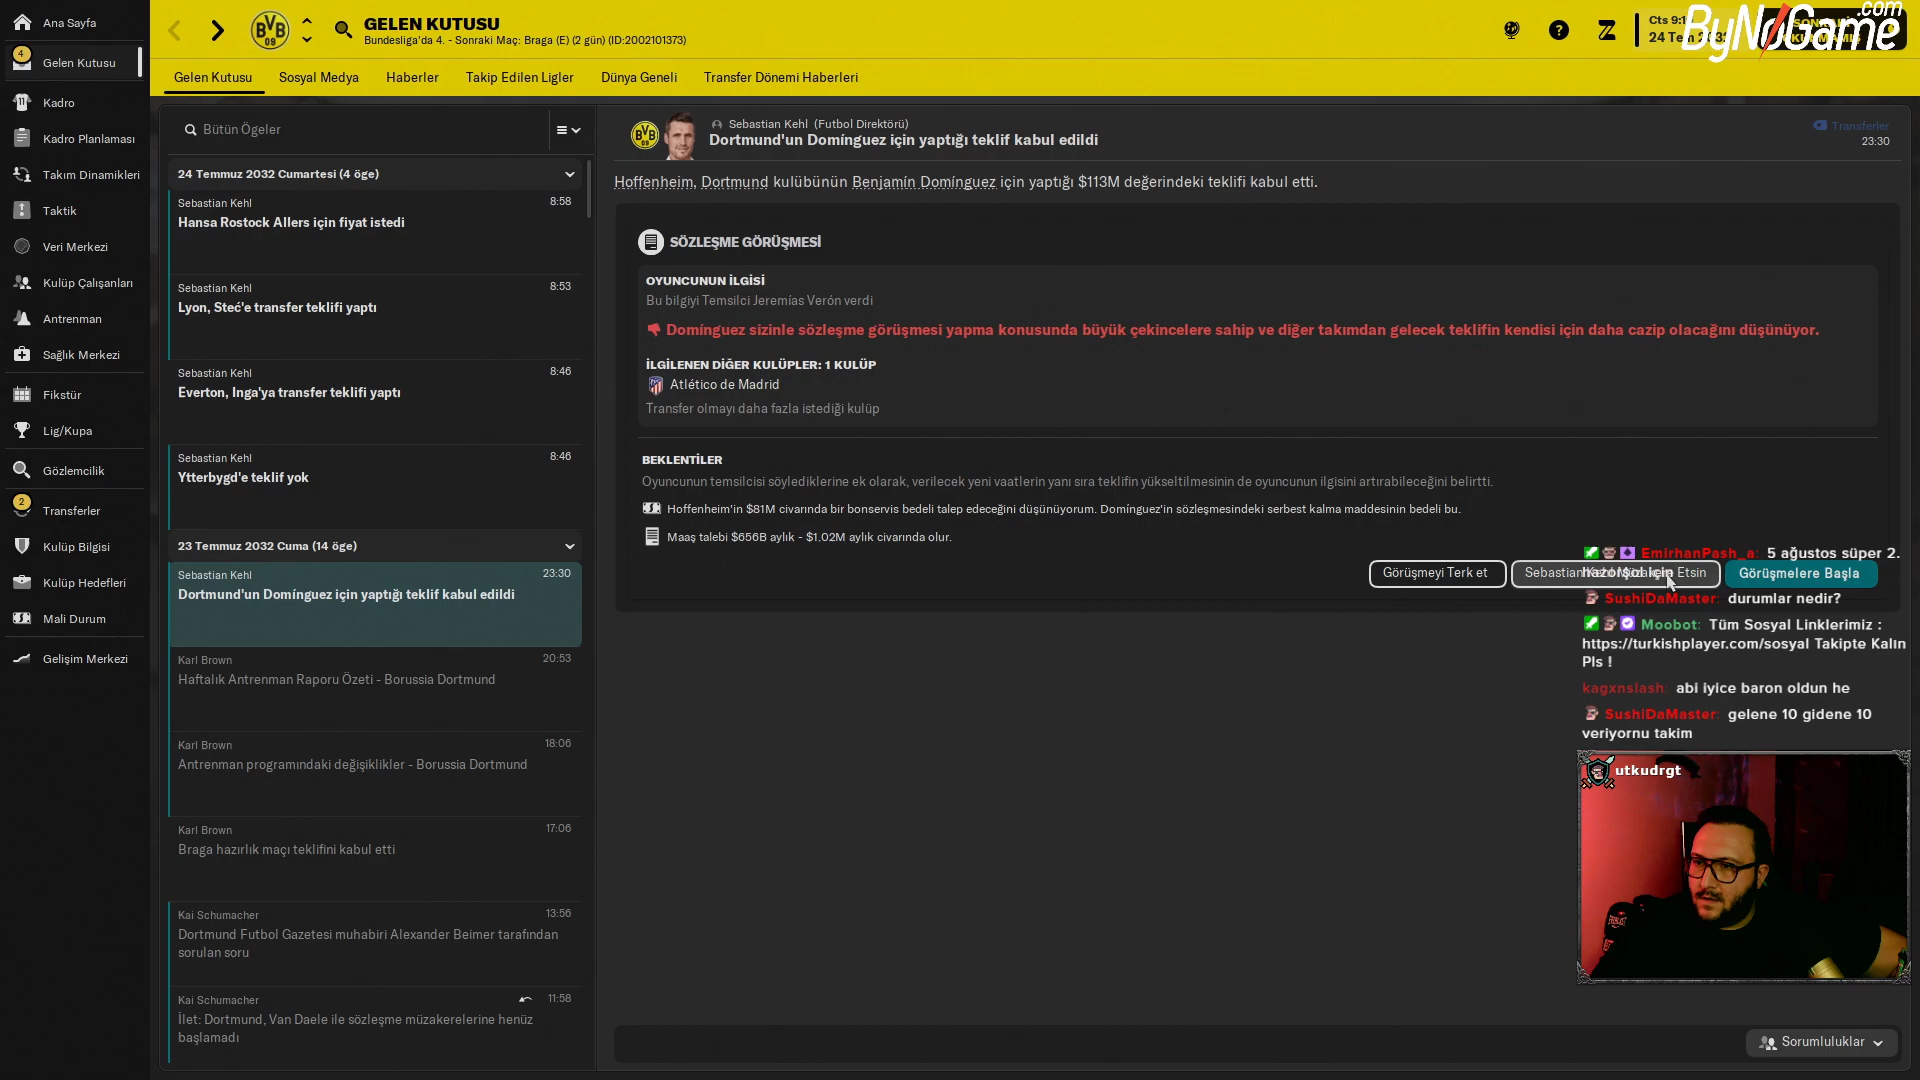 Ana Sayfa
4
Gelen Kutusu
Kadro
Kadro Planlaması
Takım Dinamikleri
Taktik
Veri Merkezi
Kulüp Çalışanları
Antrenman
Sağlık Merkezi
Fikstür
Lig/Kupa
Gözlemcilik
2
Transferler
Kulüp Bilgisi
Kulüp Hedefleri
Mali Durum
Gelişim Merkezi
BVB
09
GELEN KUTUSU
Bundesliga'da 4. - Sonraki Maç: Braga (E) (2 gün) (ID:2002101373)
Cts 9:1
24 Tem
ByNoGame.com
Gelen Kutusu
Sosyal Medya
Haberler
Takip Edilen Ligler
Dünya Geneli
Transfer Dönemi Haberleri
Bütün Ögeler
24 Temmuz 2032 Cumartesi (4 öge)
Sebastian Kehl 8:58
Hansa Rostock Allers için fiyat istedi
Sebastian Kehl 8:53
Lyon, Steć'e transfer teklifi yaptı
Sebastian Kehl 8:46
Everton, Inga'ya transfer teklifi yaptı
Sebastian Kehl 8:46
Ytterbygd'e teklif yok
23 Temmuz 2032 Cuma (14 öge)
Sebastian Kehl 23:30
Dortmund'un Domínguez için yaptığı teklif kabul edildi
Karl Brown 20:53
Haftalık Antrenman Raporu Özeti - Borussia Dortmund
Karl Brown 18:06
Antrenman programındaki değişiklikler - Borussia Dortmund
Karl Brown 17:06
Braga hazırlık maçı teklifini kabul etti
Kai Schumacher 13:56
Dortmund Futbol Gazetesi muhabiri Alexander Beimer tarafından
sorulan soru
Kai Schumacher 11:58
İlet: Dortmund, Van Daele ile sözleşme müzakerelerine henüz
başlamadı
Sebastian Kehl (Futbol Direktörü)
Dortmund'un Domínguez için yaptığı teklif kabul edildi
Transferler
23:30
Hoffenheim, Dortmund kulübünün Benjamín Domínguez için yaptığı $113M değerindeki teklifi kabul etti.
SÖZLEŞME GÖRÜŞMESİ
OYUNCUNUN İLGİSİ
Bu bilgiyi Temsilci Jeremías Verón verdi
Domínguez sizinle sözleşme görüşmesi yapma konusunda büyük çekincelere sahip ve diğer takımdan gelecek teklifin kendisi için daha cazip olacağını düşünüyor.
İLGİLENEN DİĞER KULÜPLER: 1 KULÜP
Atlético de Madrid
Transfer olmayı daha fazla istediği kulüp
BEKLENTİLER
Oyuncunun temsilcisi söylediklerine ek olarak, verilecek yeni vaatlerin yanı sıra teklifin yükseltilmesinin de oyuncunun ilgisini artırabileceğini belirtti.
Hoffenheim'in $81M civarında bir bonservis bedeli talep edeceğini düşünüyorum. Domínguez'in sözleşmesindeki serbest kalma maddesinin bedeli bu.
Maaş talebi $656B aylık - $1.02M aylık civarında olur.
Görüşmeyi Terk et
Sebastian Etsin
Görüşmelere Başla
EmirhanPash_a: 5 ağustos süper 2.
SushiDaMaster: durumlar nedir?
Moobot: Tüm Sosyal Linklerimiz :
https://turkishplayer.com/sosyal Takipte Kalın
Pls !
kagxnslash: abi iyice baron oldun he
SushiDaMaster: gelene 10 gidene 10
veriyornu takim
utkudrgt
Sorumluluklar